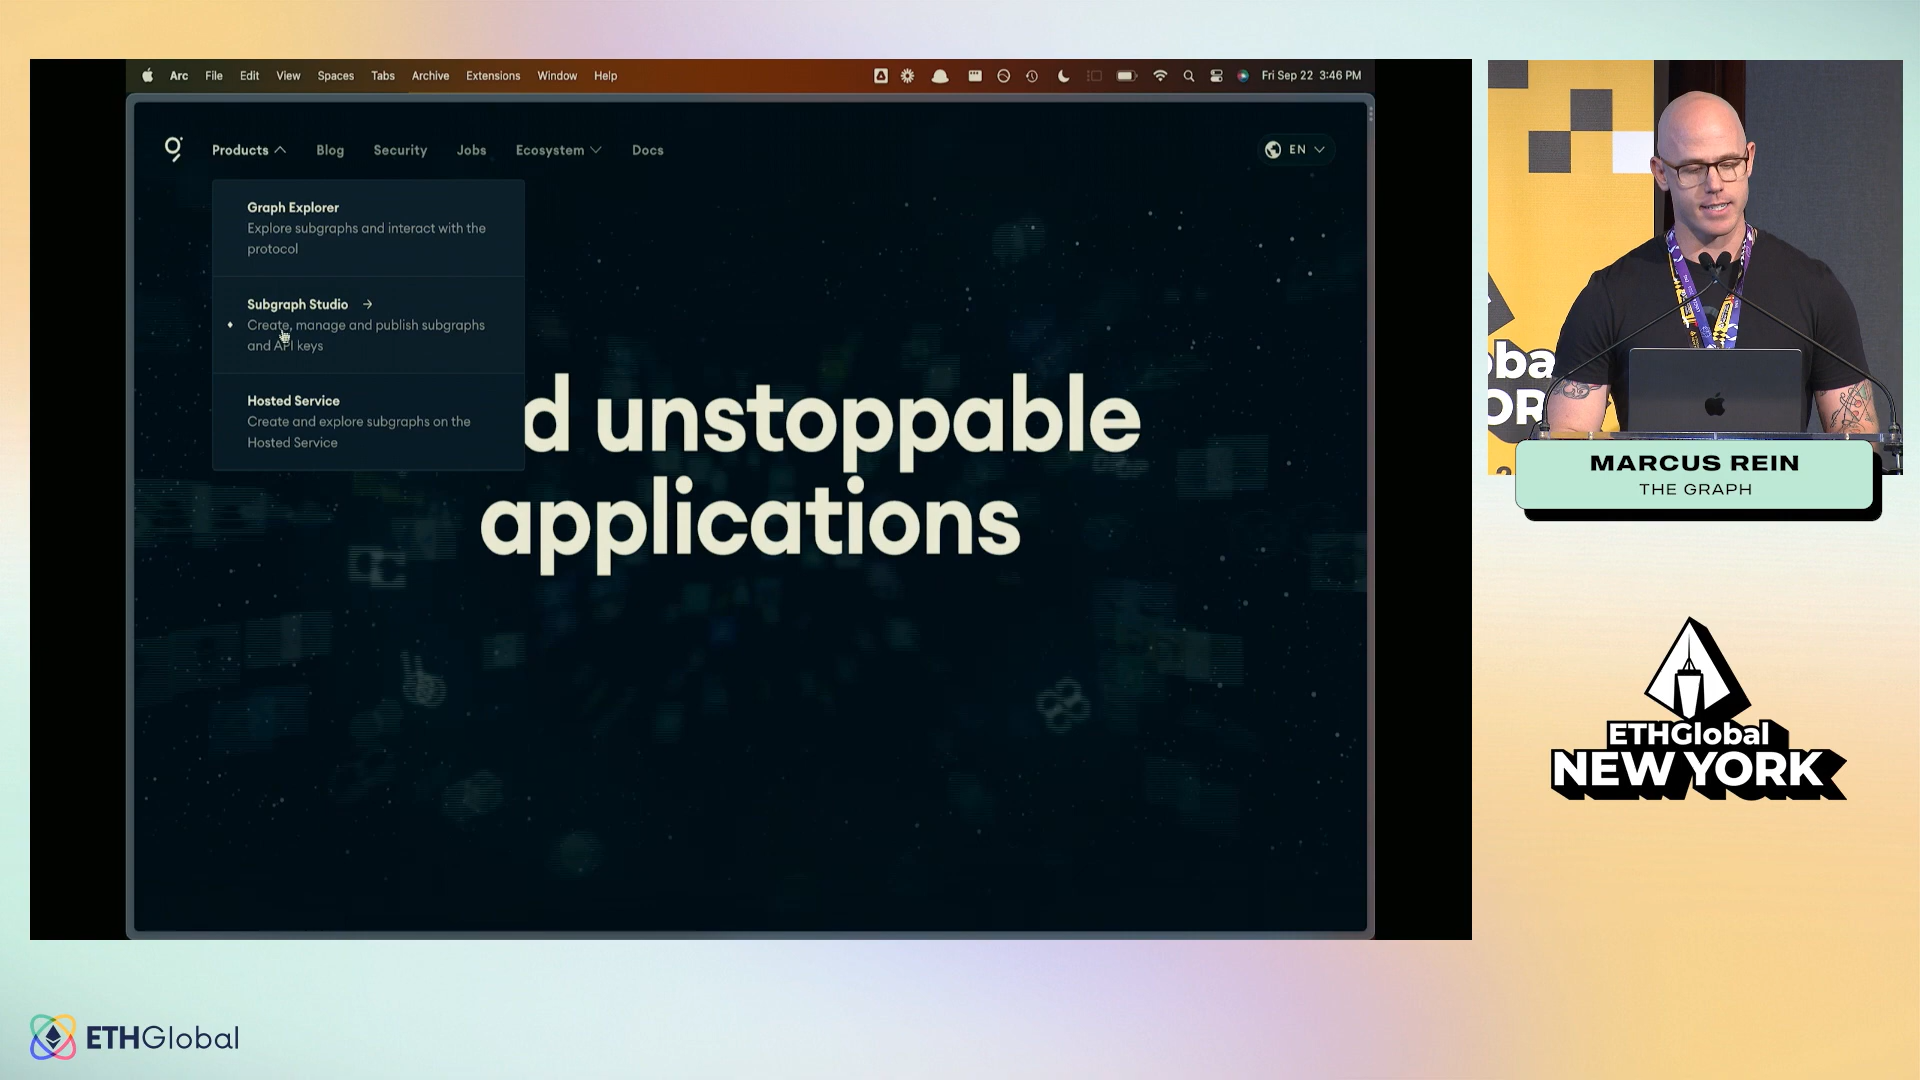 Arc File Edit View Spaces Tabs Archive Extensions Window Help
Fri Sep 22 3:46 PM
Products Blog Security Jobs Ecosystem Docs
EN
Graph Explorer
Explore subgraphs and interact with the
protocol
Subgraph Studio →
Create, manage and publish subgraphs
and API keys
Hosted Service
Create and explore subgraphs on the
Hosted Service
d unstoppable
applications
oba
OR
MARCUS REIN
THE GRAPH
ETHGlobal
NEW YORK
ETHGlobal